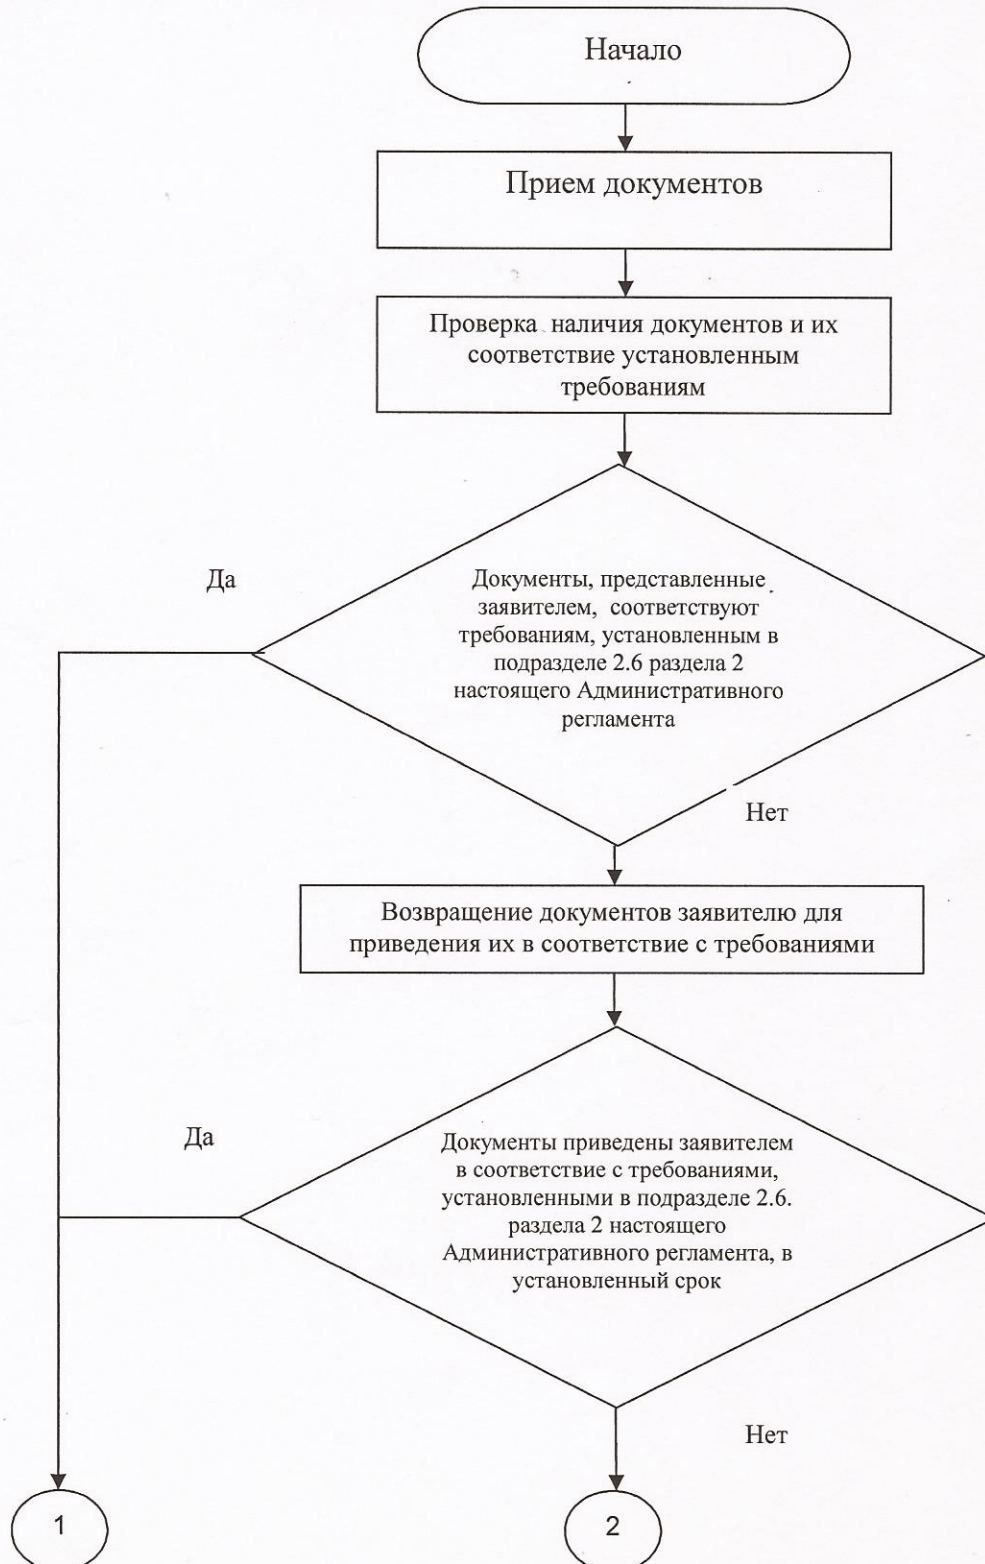 Начало
Прием документов
Проверка наличия документов и их
соответствие установленным
требованиям
Да
Документы, представленные
заявителем, соответствуют
требованиям, установленным в
подразделе 2.6 раздела 2
настоящего Административного
регламента
Нет
Возвращение документов заявителю для
приведения их в соответствие с требованиями
Да
Документы приведены заявителем
в соответствие с требованиями,
установленными в подразделе 2.6.
раздела 2 настоящего
Административного регламента, в
установленный срок
Нет
1
2